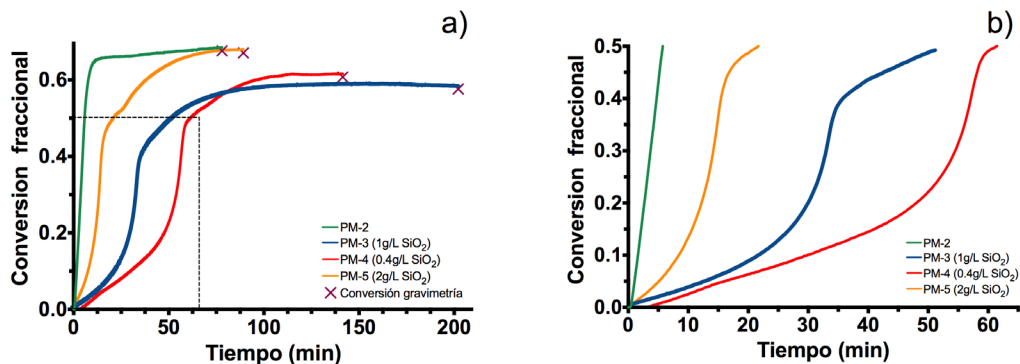 a)
Conversion fraccional
0.6
0.4
0.2
0.0
0
50
100
150
200
Tiempo (min)
PM-2
PM-3 (1g/L SiO₂)
PM-4 (0.4g/L SiO₂)
PM-5 (2g/L SiO₂)
Conversión gravimetría
b)
Conversion fraccional
0.5
0.4
0.3
0.2
0.1
0.0
0
10
20
30
40
50
60
Tiempo (min)
PM-2
PM-3 (1g/L SiO₂)
PM-4 (0.4g/L SiO₂)
PM-5 (2g/L SiO₂)